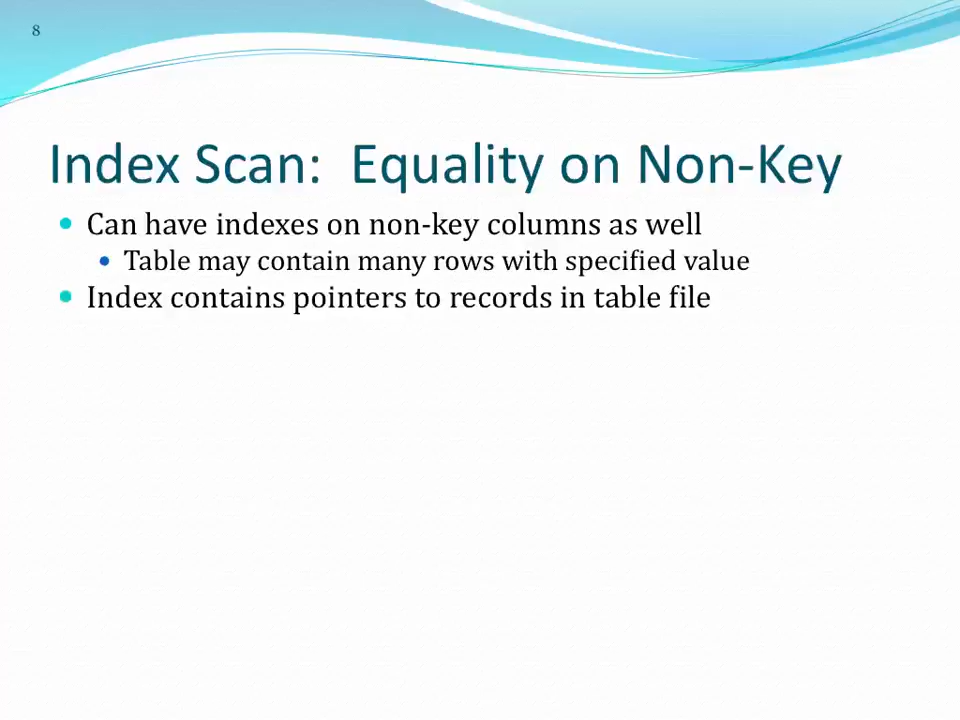 8
Index Scan: Equality on Non-Key
Can have indexes on non-key columns as well
Table may contain many rows with specified value
Index contains pointers to records in table file